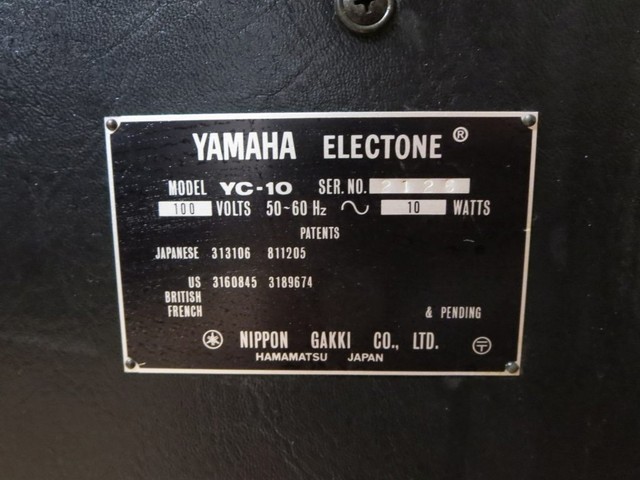 YAMAHA ELECTONE®
MODEL YC-10 SER.NO. 2126
100 VOLTS 50~60 Hz ~ 10 WATTS
PATENTS
JAPANESE 313106 811205
US 3160845 3189674
BRITISH
FRENCH & PENDING
NIPPON GAKKI CO., LTD. 〶
HAMAMATSU JAPAN